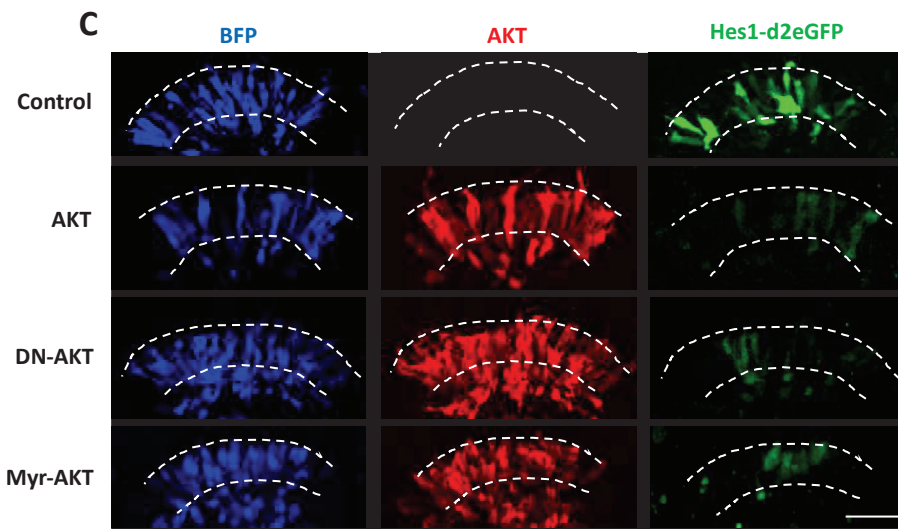 C
BFP AKT Hes1-d2eGFP
Control
AKT
DN-AKT
Myr-AKT